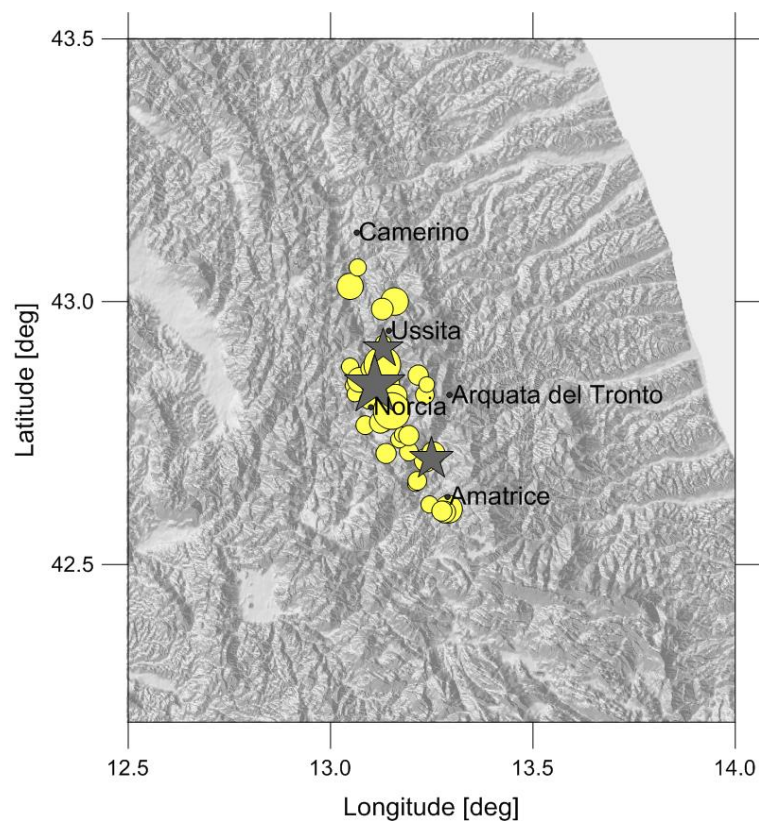 43.5
Camerino
43.0
Ussita
Arquata del Tronto
Norcia
Latitude [deg]
Amatrice
42.5
12.5 13.0 13.5 14.0
Longitude [deg]